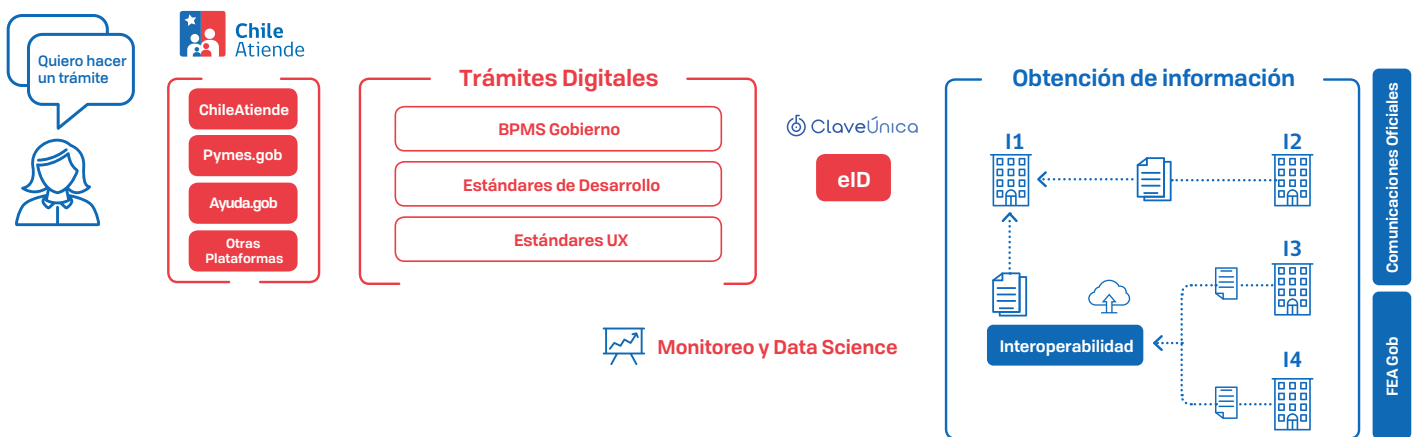 Quiero hacer
un trámite
Chile
Atiende
ChileAtiende
Pymes.gob
Ayuda.gob
Otras
Plataformas
Trámites Digitales
BPMS Gobierno
Estándares de Desarrollo
Estándares UX
ClaveÚnica
eID
Monitoreo y Data Science
Obtención de información
I1
I2
I3
Interoperabilidad
I4
Comunicaciones Oficiales
FEA Gob